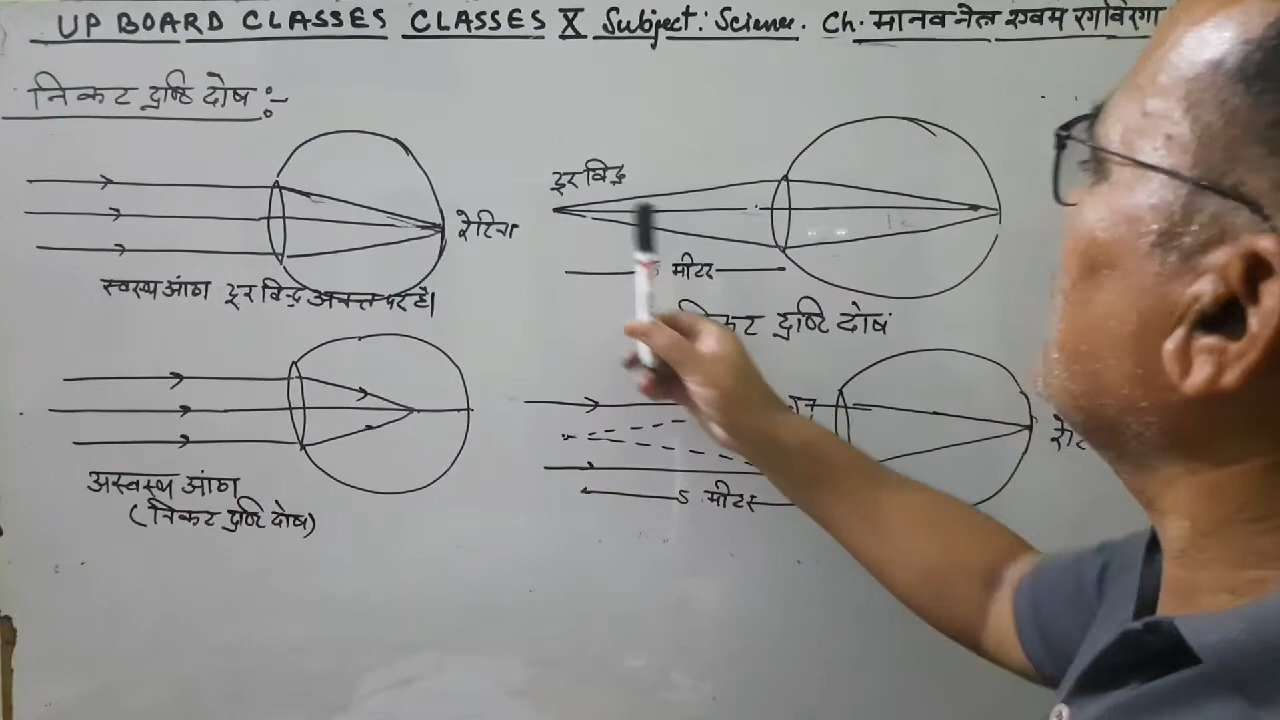 UP BOARD CLASSES CLASSES X Subject: Science. Ch. मानव नेत्र एवम रंगबिरंगा
निकट दृष्टि दोष :-
रेटिना
स्वस्थ आंख दूर बिन्दु अनन्त पर है।
दूर बिंदु
मीटर
निकट दृष्टि दोष
अस्वस्थ आंख
(निकट दृष्टि दोष)
5 मीटर